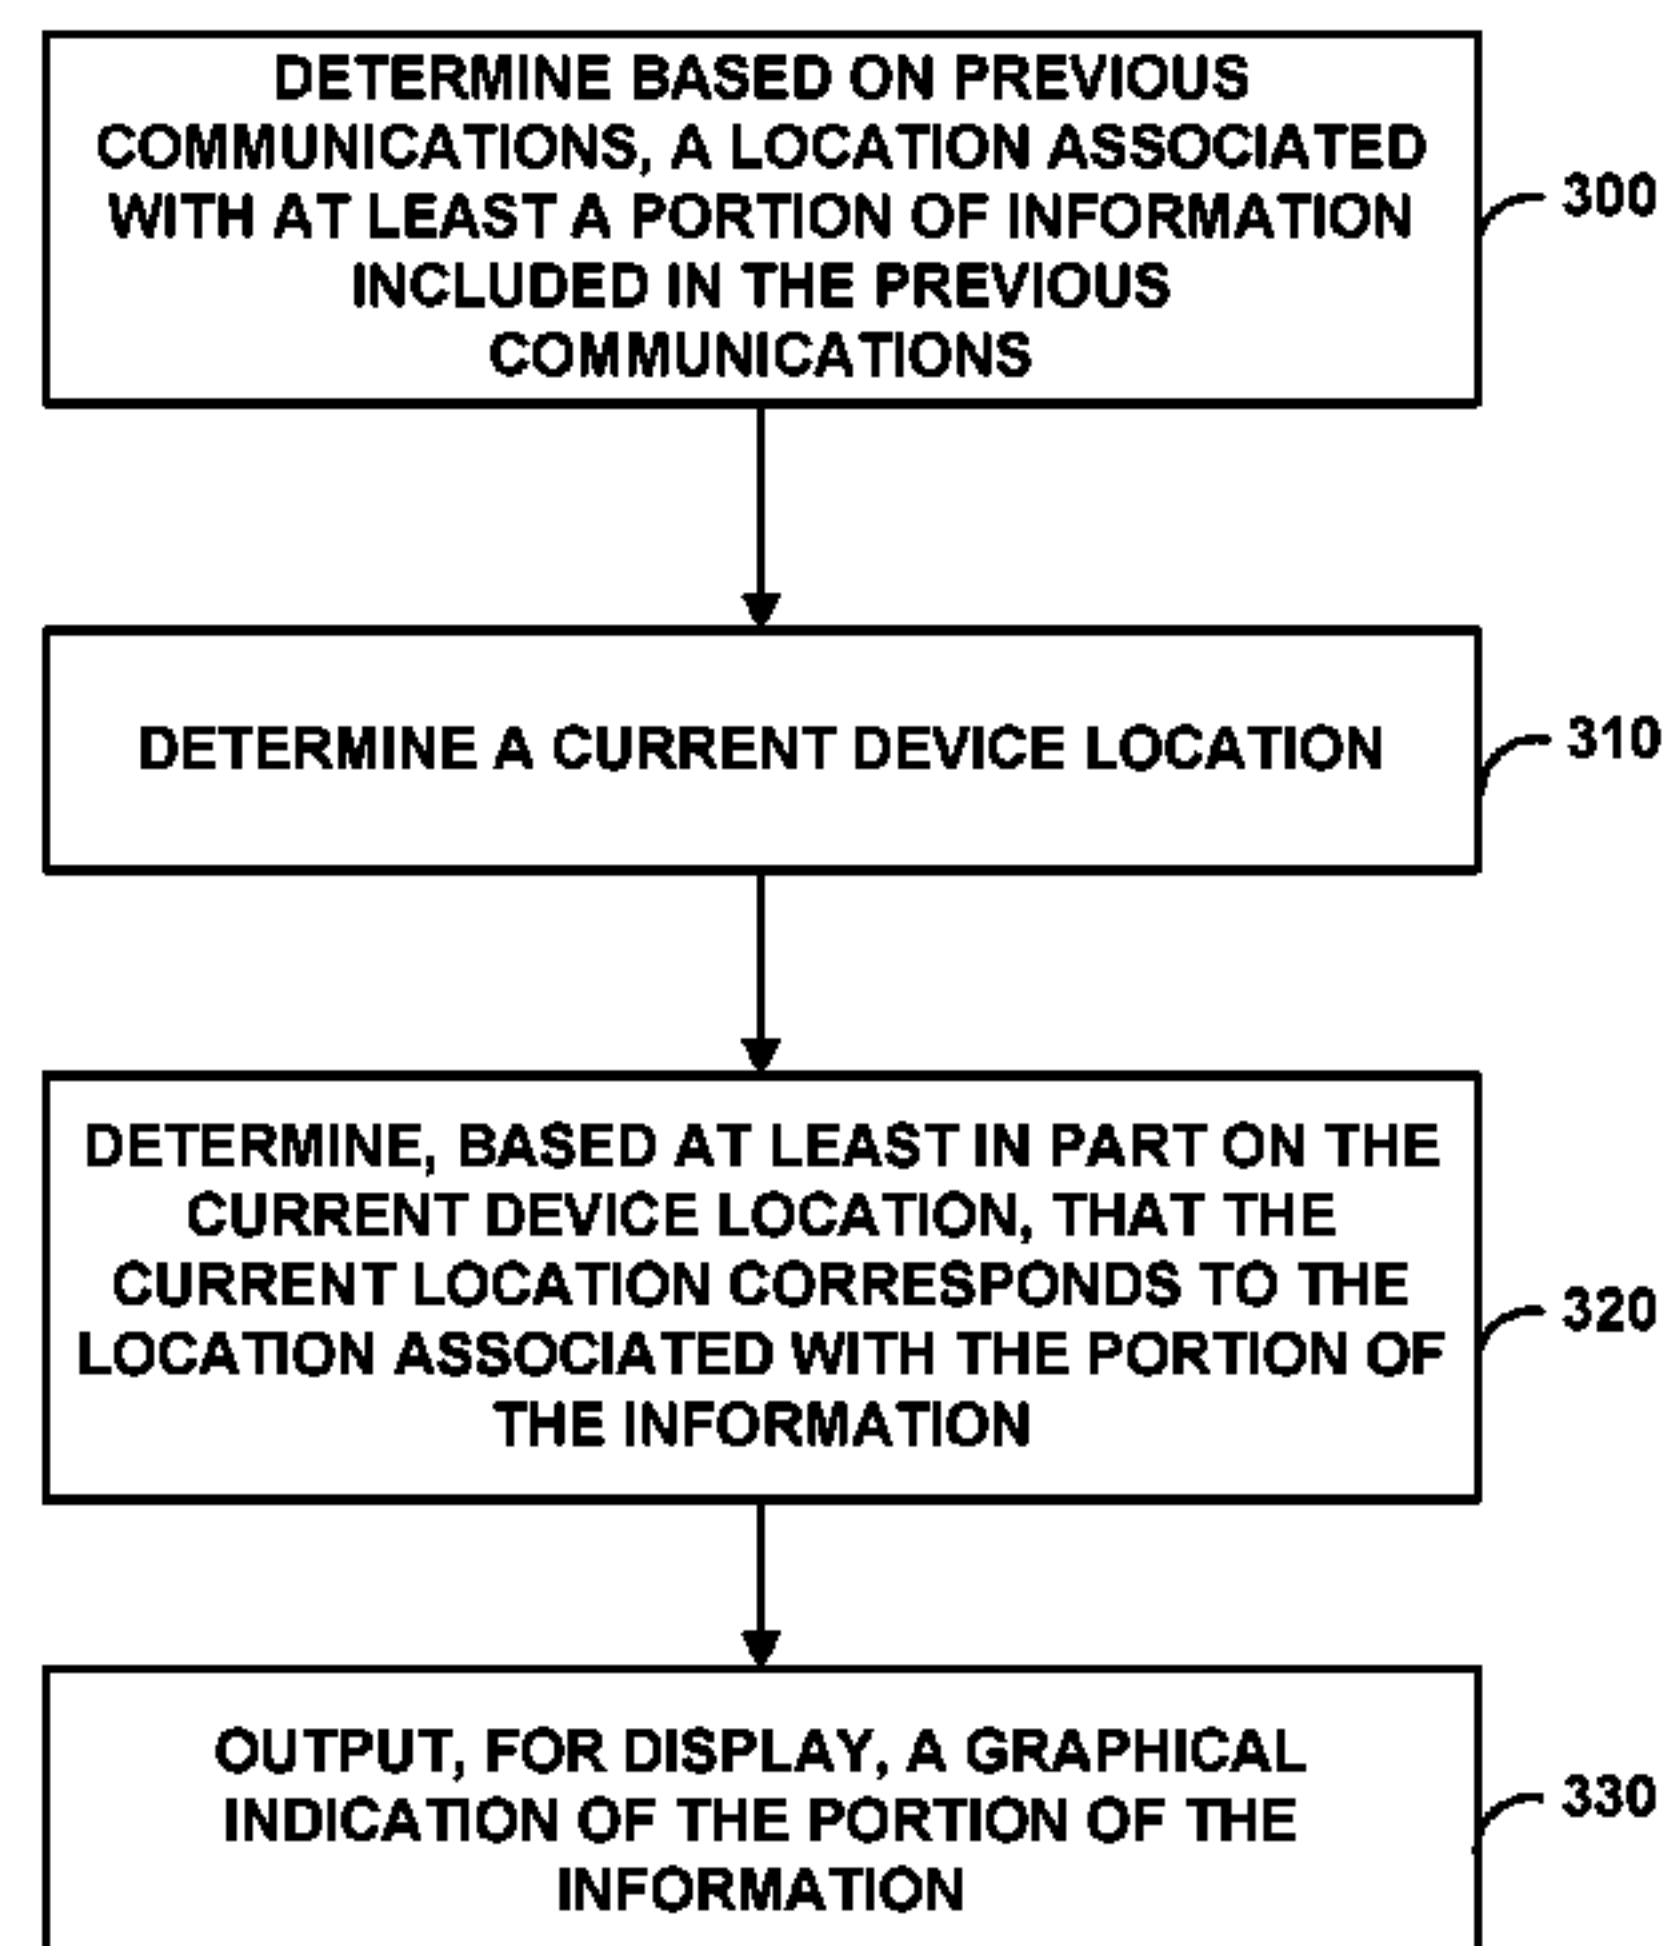 DETERMINE BASED ON PREVIOUS
COMMUNICATIONS, A LOCATION ASSOCIATED
WITH AT LEAST A PORTION OF INFORMATION
INCLUDED IN THE PREVIOUS
COMMUNICATIONS
300
DETERMINE A CURRENT DEVICE LOCATION
310
DETERMINE, BASED AT LEAST IN PART ON THE
CURRENT DEVICE LOCATION, THAT THE
CURRENT LOCATION CORRESPONDS TO THE
LOCATION ASSOCIATED WITH THE PORTION OF
THE INFORMATION
320
OUTPUT, FOR DISPLAY, A GRAPHICAL
INDICATION OF THE PORTION OF THE
INFORMATION
330